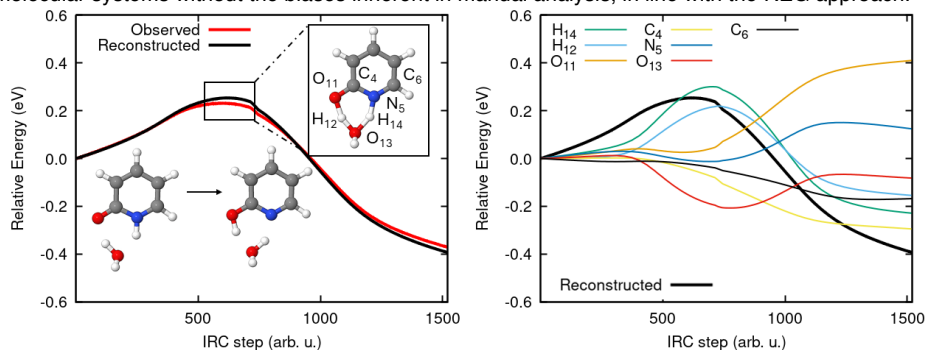 molecular systems without the biases inherent in manual analysis, in line with the REG approach.
Observed
Reconstructed
O11
C4
C6
N5
H12
H14
O13
0.6
0.4
0.2
0.0
-0.2
-0.4
-0.6
Relative Energy (eV)
500
1000
1500
IRC step (arb. u.)
H14
C4
C6
H12
N5
O11
O13
Reconstructed
0.6
0.4
0.2
0.0
-0.2
-0.4
-0.6
Relative Energy (eV)
500
1000
1500
IRC step (arb. u.)